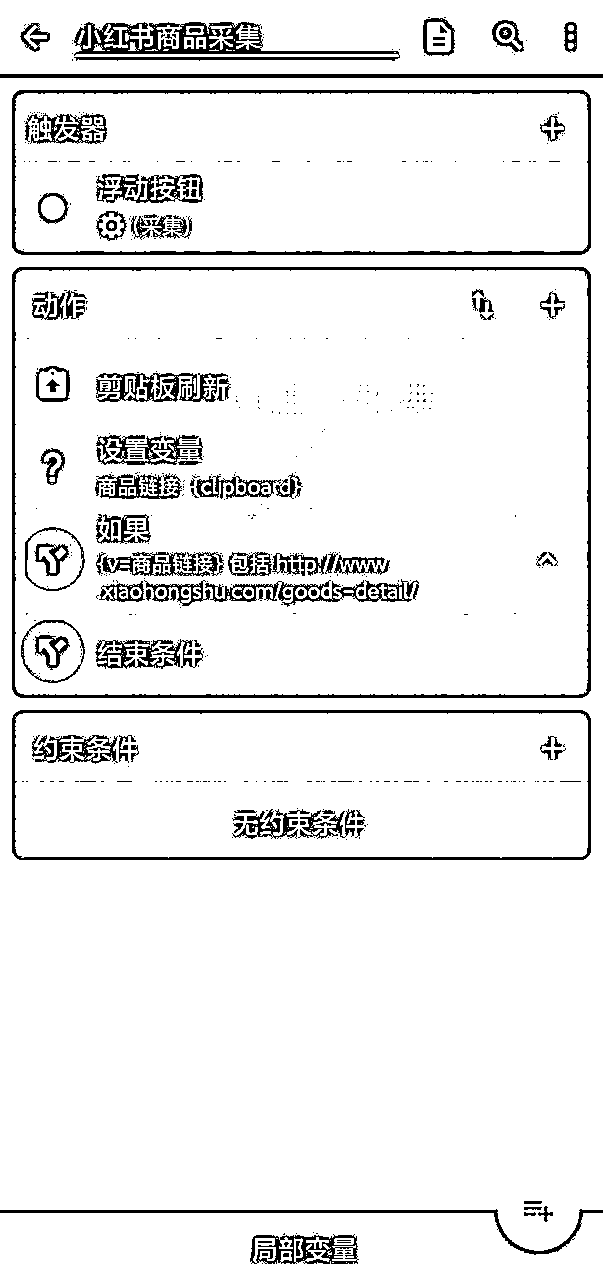 小红书商品采集
触发器
浮动按钮
(采集)
动作
剪贴板刷新
设置变量
商品链接 {clipboard}
如果
{v=商品链接} 包括 http://www
.xiaohongshu.com/goods-detail/
结束条件
约束条件
无约束条件
局部变量